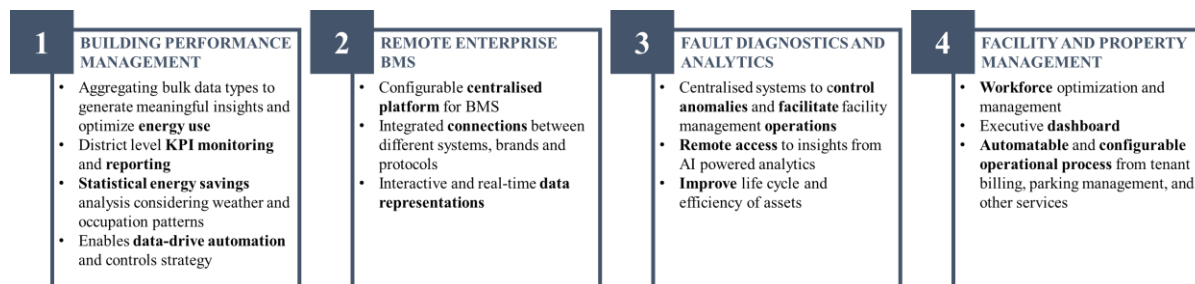 1
BUILDING PERFORMANCE
MANAGEMENT
• Aggregating bulk data types to
generate meaningful insights and
optimize energy use
• District level KPI monitoring
and reporting
• Statistical energy savings
analysis considering weather and
occupation patterns
• Enables data-drive automation
and controls strategy
2
REMOTE ENTERPRISE
BMS
• Configurable centralised
platform for BMS
• Integrated connections between
different systems, brands and
protocols
• Interactive and real-time data
representations
3
FAULT DIAGNOSTICS AND
ANALYTICS
• Centralised systems to control
anomalies and facilitate facility
management operations
• Remote access to insights from
AI powered analytics
• Improve life cycle and
efficiency of assets
4
FACILITY AND PROPERTY
MANAGEMENT
• Workforce optimization and
management
• Executive dashboard
• Automatable and configurable
operational process from tenant
billing, parking management, and
other services